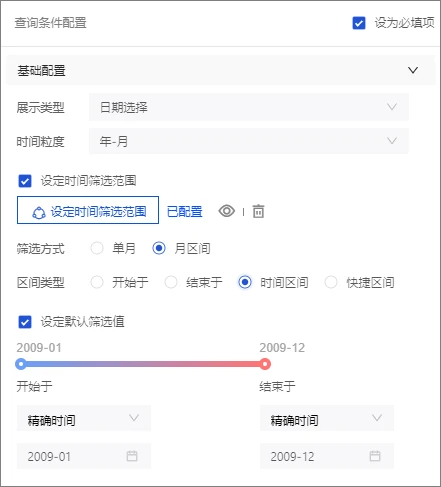 查询条件配置 设为必填项
基础配置
展示类型 日期选择
时间粒度 年-月
设定时间筛选范围
设定时间筛选范围 已配置
筛选方式 单月 月区间
区间类型 开始于 结束于 时间区间 快捷区间
设定默认筛选值
2009-01 2009-12
开始于 结束于
精确时间 精确时间
2009-01 2009-12